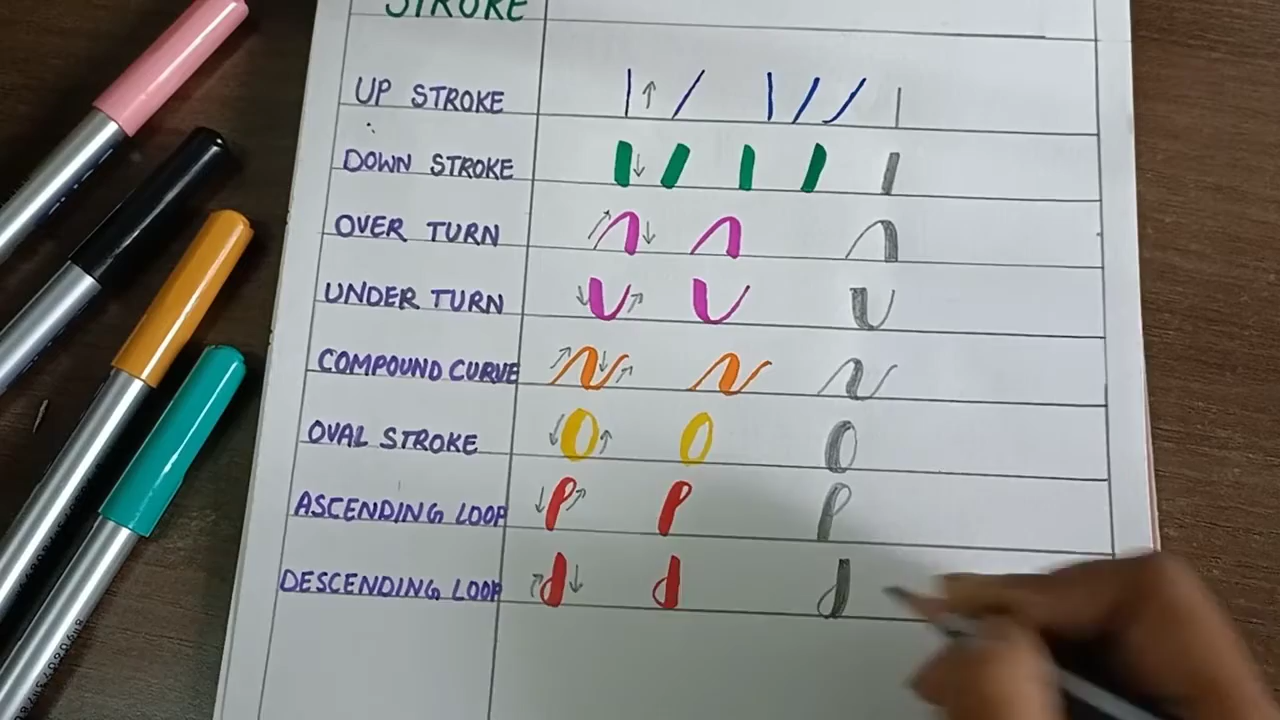 STROKE
UP STROKE
DOWN STROKE
OVER TURN
UNDER TURN
COMPOUND CURVE
OVAL STROKE
ASCENDING LOOP
DESCENDING LOOP